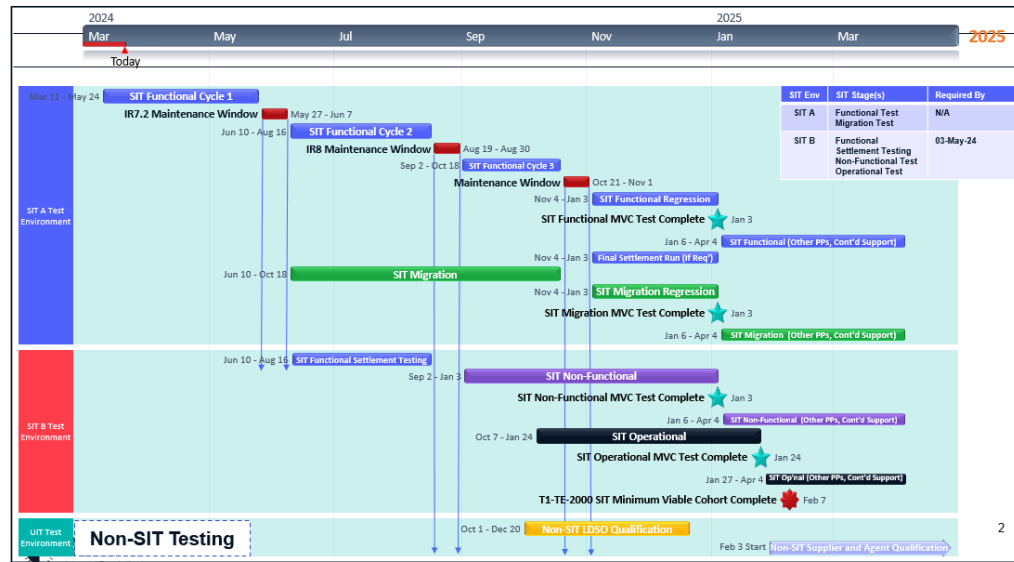 2024
2025
Mar
May
Jul
Sep
Nov
Jan
Mar
2025
Today
SIT Env
SIT Stage(s)
Required By
SIT A
Functional Test
Migration Test
N/A
SIT B
Functional
Settlement Testing
Non-Functional Test
Operational Test
03-May-24
SIT A Test
Environment
Mar 11 - May 24
SIT Functional Cycle 1
IR7.2 Maintenance Window
May 27 - Jun 7
Jun 10 - Aug 16
SIT Functional Cycle 2
IR8 Maintenance Window
Aug 19 - Aug 30
Sep 2 - Oct 18
SIT Functional Cycle 3
Maintenance Window
Oct 21 - Nov 1
Nov 4 - Jan 3
SIT Functional Regression
SIT Functional MVC Test Complete
Jan 3
Jan 6 - Apr 4
SIT Functional (Other PPs, Cont'd Support)
Nov 4 - Jan 3
Final Settlement Run (If Req')
Jun 10 - Oct 18
SIT Migration
Nov 4 - Jan 3
SIT Migration Regression
SIT Migration MVC Test Complete
Jan 3
Jan 6 - Apr 4
SIT Migration (Other PPs, Cont'd Support)
SIT B Test
Environment
Jun 10 - Aug 16
SIT Functional Settlement Testing
Sep 2 - Jan 3
SIT Non-Functional
SIT Non-Functional MVC Test Complete
Jan 3
Jan 6 - Apr 4
SIT Non-Functional (Other PPs, Cont'd Support)
Oct 7 - Jan 24
SIT Operational
SIT Operational MVC Test Complete
Jan 24
Jan 27 - Apr 4
SIT Op'nal (Other PPs, Cont'd Support)
T1-TE-2000 SIT Minimum Viable Cohort Complete
Feb 7
UIT Test
Environment
Non-SIT Testing
Oct 1 - Dec 20
Non-SIT LDSO Qualification
Feb 3 Start
Non-SIT Supplier and Agent Qualification
2